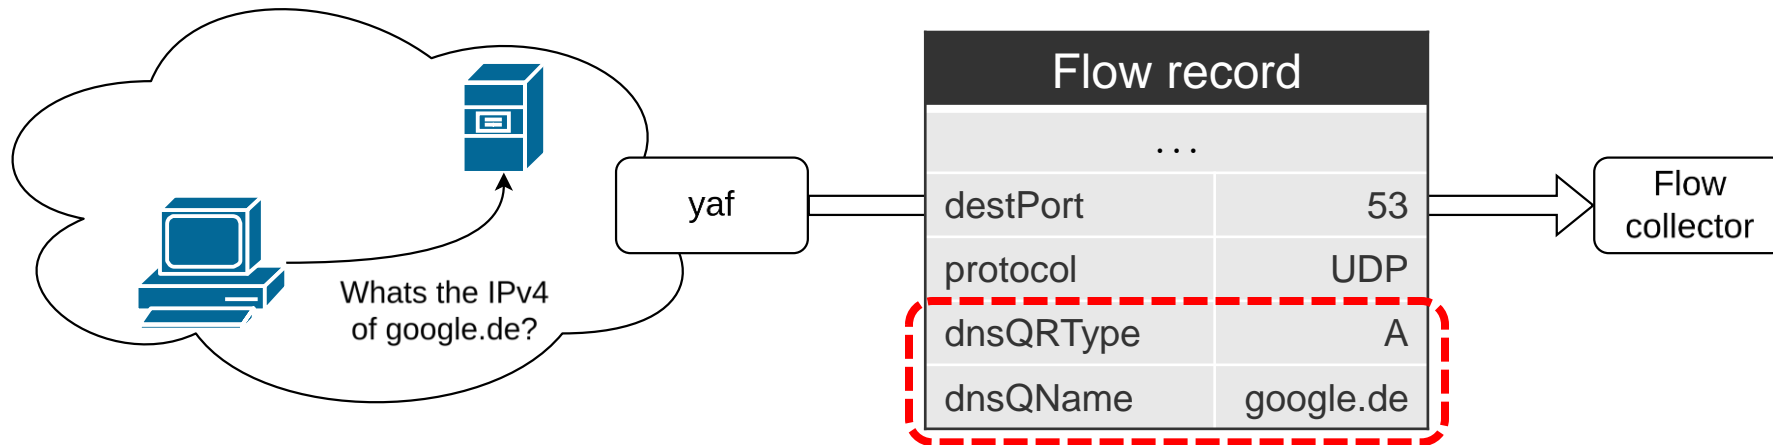 Whats the IPv4
of google.de?
yaf
Flow record
...
destPort 53
protocol UDP
dnsQRType A
dnsQName google.de
Flow
collector